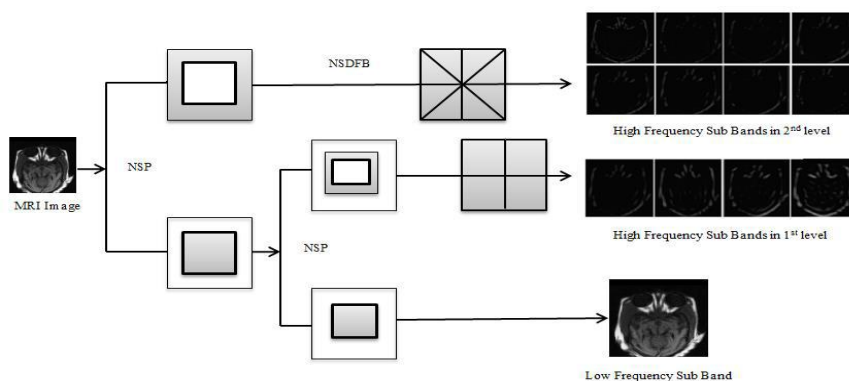 NSDFB
High Frequency Sub Bands in 2nd level
NSP
MRI Image
High Frequency Sub Bands in 1st level
NSP
Low Frequency Sub Band